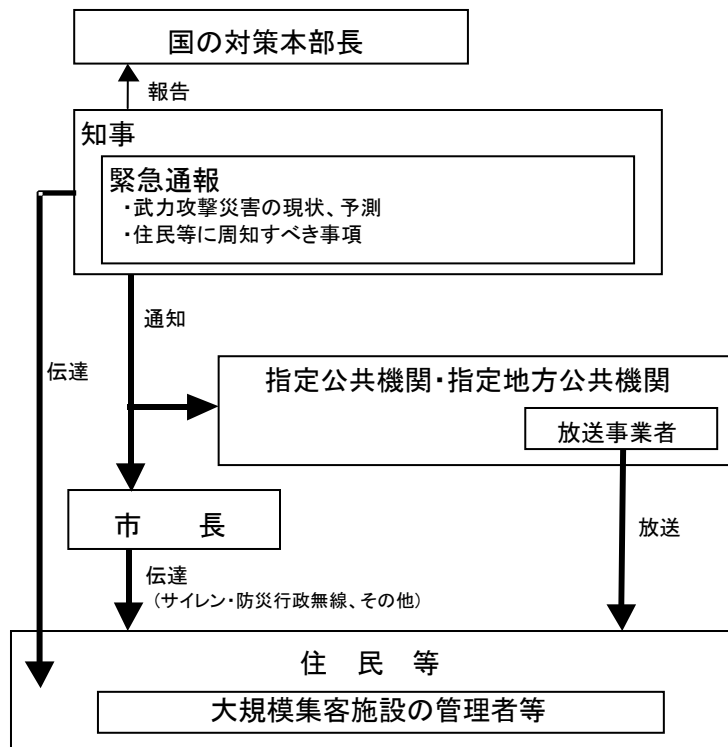 国の対策本部長
報告
知事
緊急通報
・武力攻撃災害の現状、予測
・住民等に周知すべき事項
通知
伝達
指定公共機関・指定地方公共機関
放送事業者
市　　長
放送
伝達
（サイレン・防災行政無線、その他）
住　民　等
大規模集客施設の管理者等